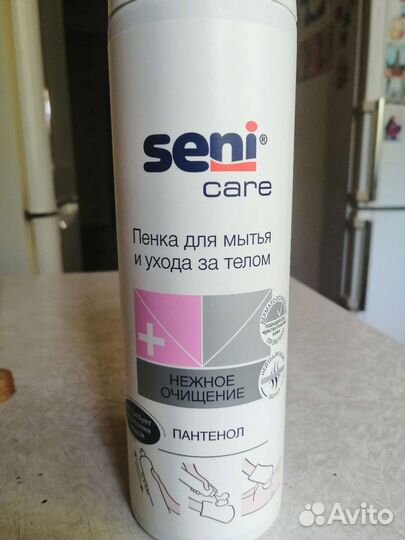 seni®
care
Пенка для мытья
и ухода за телом
НЕЖНОЕ
ОЧИЩЕНИЕ
ПАНТЕНОЛ
Avito